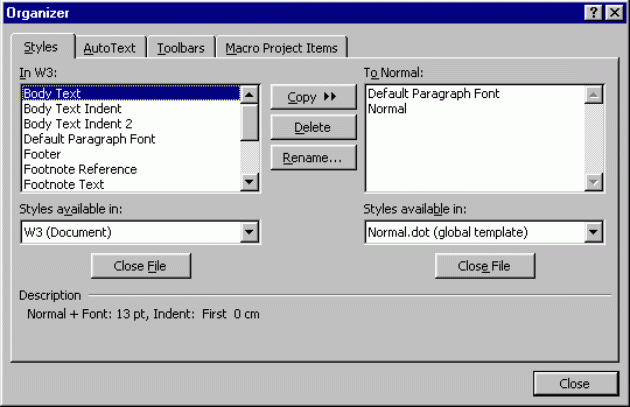 Organizer
Styles AutoText Toolbars Macro Project Items
In W3:
Body Text
Body Text Indent
Body Text Indent 2
Default Paragraph Font
Footer
Footnote Reference
Footnote Text
Copy
Delete
Rename...
To Normal:
Default Paragraph Font
Normal
Styles available in:
W3 (Document)
Close File
Styles available in:
Normal.dot (global template)
Close File
Description
Normal + Font: 13 pt, Indent: First 0 cm
Close